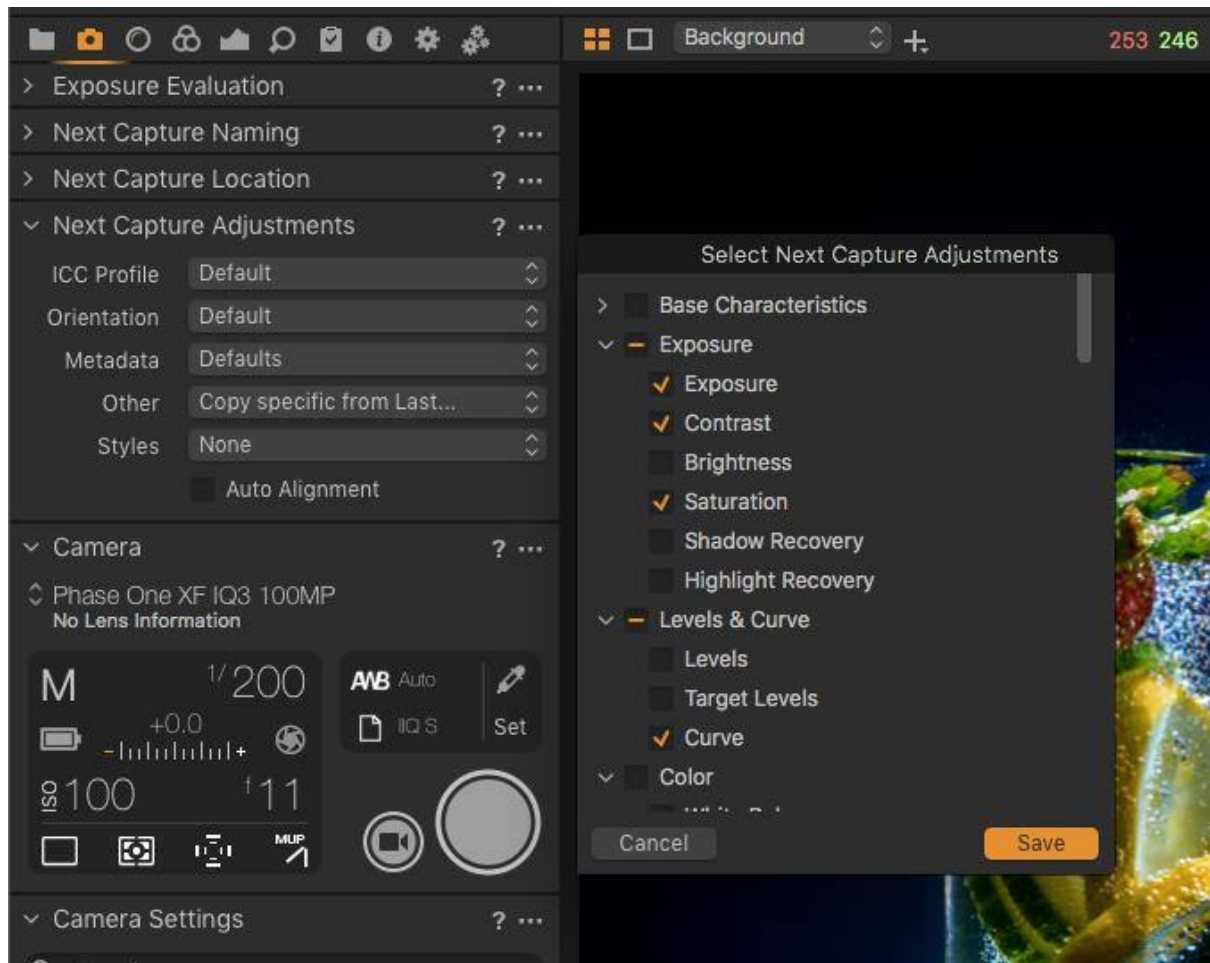 Background
253 246
Exposure Evaluation ? ...
Next Capture Naming ? ...
Next Capture Location ? ...
Next Capture Adjustments ? ...
ICC Profile Default
Orientation Default
Metadata Defaults
Other Copy specific from Last...
Styles None
Auto Alignment
Camera ? ...
Phase One XF IQ3 100MP
No Lens Information
M 1/200
+0.0
- +
ISO 100 f 11
MUP
AWB Auto
IIQ S
Set
Camera Settings ? ...
Select Next Capture Adjustments
Base Characteristics
Exposure
Exposure
Contrast
Brightness
Saturation
Shadow Recovery
Highlight Recovery
Levels & Curve
Levels
Target Levels
Curve
Color
Cancel Save